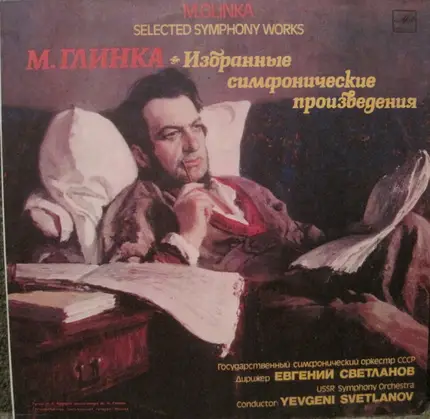 M.GLINKA
SELECTED SYMPHONY WORKS
М. ГЛИНКА * Избранные
симфонические
произведения
Государственный симфонический оркестр СССР
Дирижер ЕВГЕНИЙ СВЕТЛАНОВ
USSR Symphony Orchestra
Conductor YEVGENI SVETLANOV